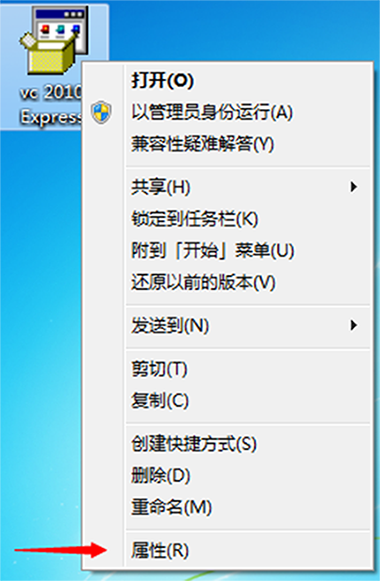 vc 2010
Express
打开(O)
以管理员身份运行(A)
兼容性疑难解答(Y)
共享(H)
锁定到任务栏(K)
附到「开始」菜单(U)
还原以前的版本(V)
发送到(N)
剪切(T)
复制(C)
创建快捷方式(S)
删除(D)
重命名(M)
属性(R)